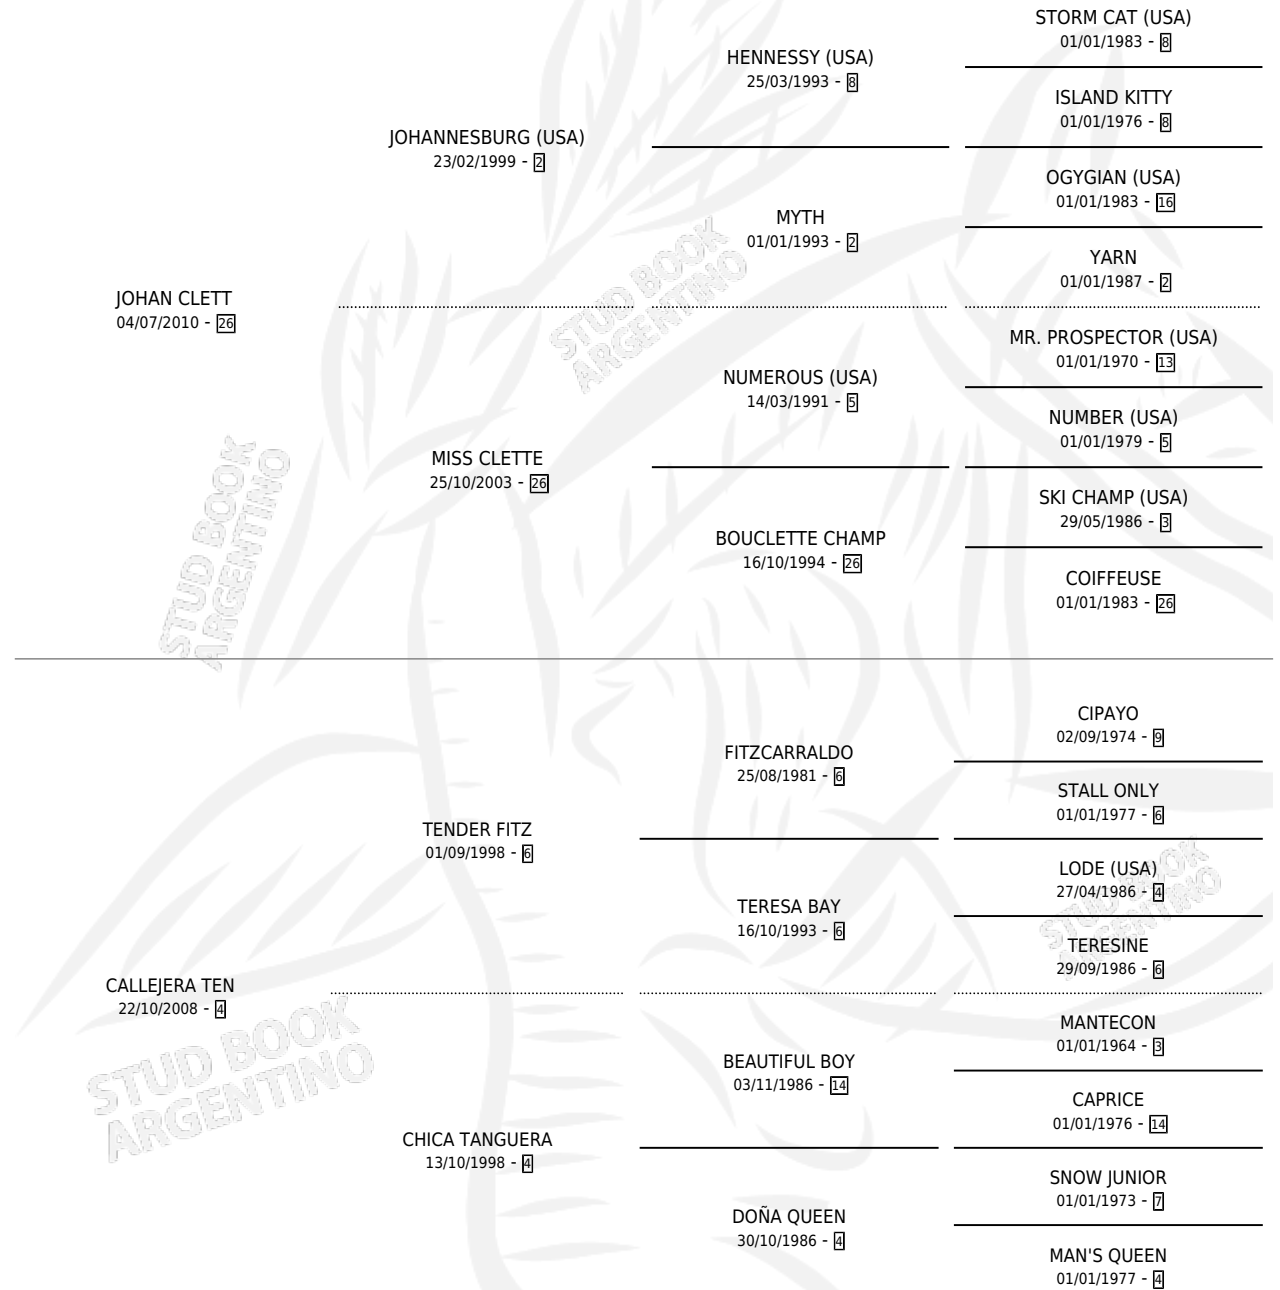 STORM CAT (USA)
01/01/1983 - 8
HENNESSY (USA)
25/03/1993 - 8
ISLAND KITTY
01/01/1976 - 8
JOHANNESBURG (USA)
23/02/1999 - 2
OGYGIAN (USA)
01/01/1983 - 16
MYTH
01/01/1993 - 2
YARN
01/01/1987 - 2
JOHAN CLETT
04/07/2010 - 26
MR. PROSPECTOR (USA)
01/01/1970 - 13
NUMEROUS (USA)
14/03/1991 - 5
NUMBER (USA)
01/01/1979 - 5
MISS CLETTE
25/10/2003 - 26
SKI CHAMP (USA)
29/05/1986 - 3
BOUCLETTE CHAMP
16/10/1994 - 26
COIFFEUSE
01/01/1983 - 26
STUD BOOK
ARGENTINO
STUD BOOK
ARGENTINO
CIPAYO
02/09/1974 - 9
FITZCARRALDO
25/08/1981 - 6
STALL ONLY
01/01/1977 - 6
TENDER FITZ
01/09/1998 - 6
LODE (USA)
27/04/1986 - 4
TERESA BAY
16/10/1993 - 6
TERESINE
29/09/1986 - 6
STUD BOOK
ARGENTINO
CALLEJERA TEN
22/10/2008 - 4
MANTECON
01/01/1964 - 3
BEAUTIFUL BOY
03/11/1986 - 14
CAPRICE
01/01/1976 - 14
STUD BOOK
ARGENTINO
CHICA TANGUERA
13/10/1998 - 4
SNOW JUNIOR
01/01/1973 - 7
DOÑA QUEEN
30/10/1986 - 4
MAN'S QUEEN
01/01/1977 - 4